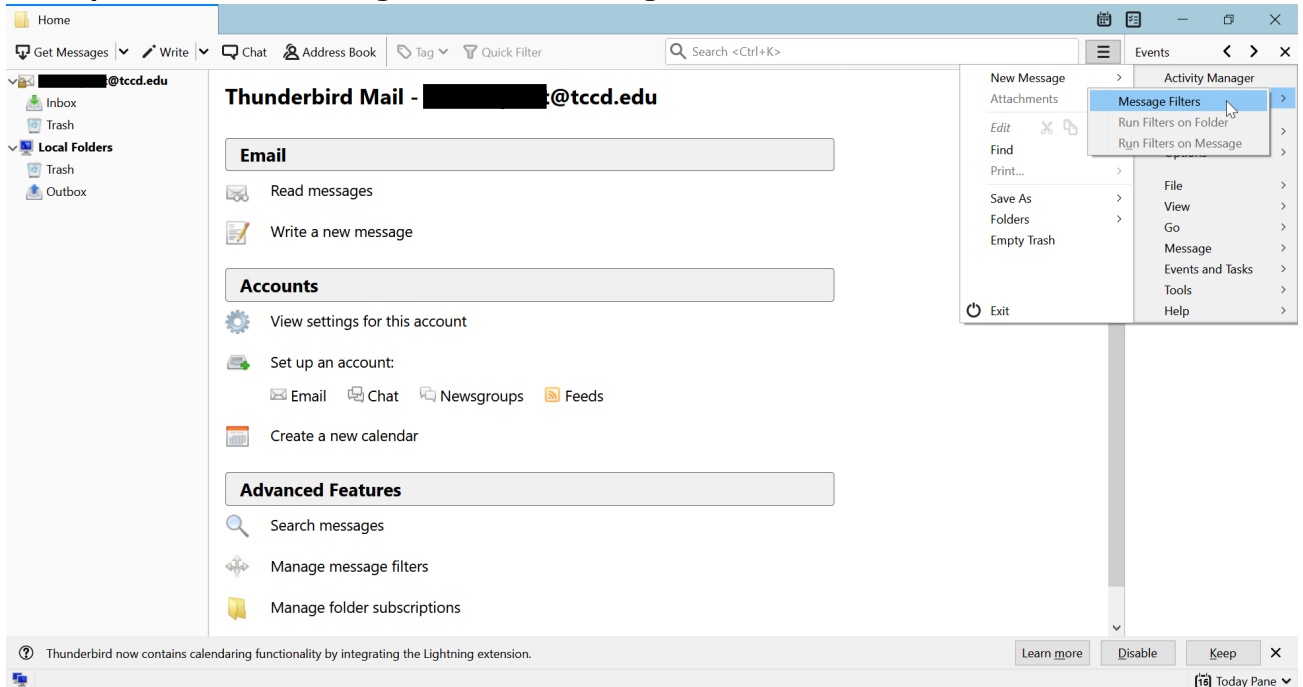 Home
Get Messages Write Chat Address Book Tag Quick Filter Search <Ctrl+K> Events
@tccd.edu
Inbox
Trash
Local Folders
Trash
Outbox
Thunderbird Mail - :@tccd.edu
Email
Read messages
Write a new message
Accounts
View settings for this account
Set up an account:
Email Chat Newsgroups Feeds
Create a new calendar
Advanced Features
Search messages
Manage message filters
Manage folder subscriptions
New Message
Attachments
Edit
Find
Print...
Save As
Folders
Empty Trash
Exit
Message Filters
Run Filters on Folder
Run Filters on Message
Activity Manager
Options
File
View
Go
Message
Events and Tasks
Tools
Help
Thunderbird now contains calendaring functionality by integrating the Lightning extension. Learn more Disable Keep
15 Today Pane